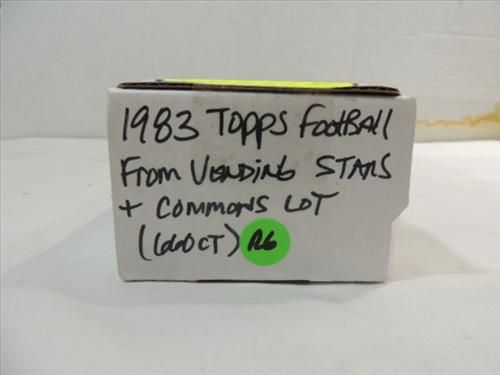 1983 Topps Football
From Vending Stars
+ Commons Lot
(660ct) R6